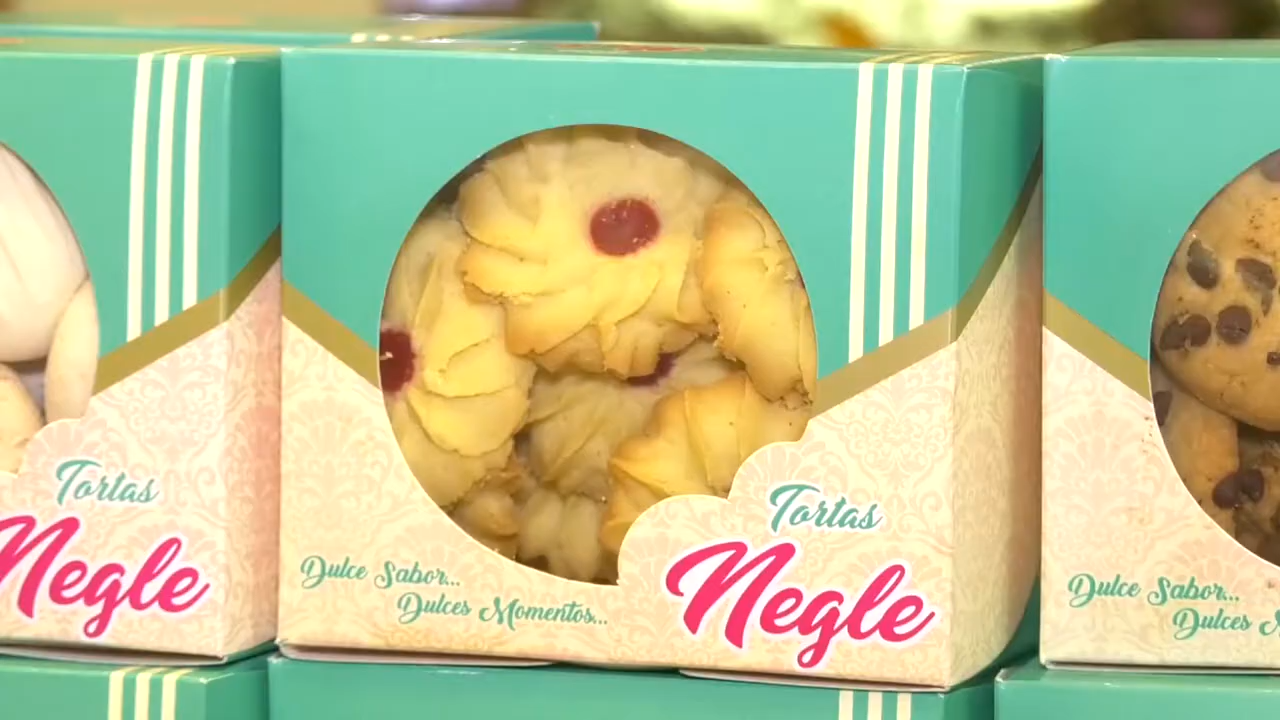 Tortas
Negle
Dulce Sabor...
Dulces Momentos...
Tortas
Negle
Dulce Sabor...
Dulces